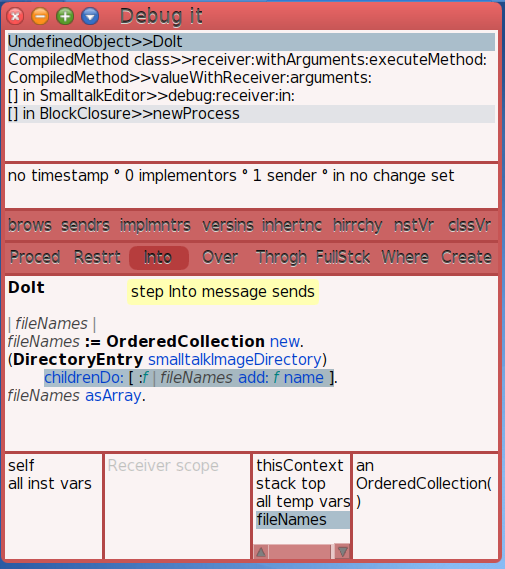 Debug it
UndefinedObject>>DoIt
CompiledMethod class>>receiver:withArguments:executeMethod:
CompiledMethod>>valueWithReceiver:arguments:
[] in SmalltalkEditor>>debug:receiver:in:
[] in BlockClosure>>newProcess
no timestamp ° 0 implementors ° 1 sender ° in no change set
brows sendrs implmntrs versins inhertnc hirrchy nstVr clssVr
Proced Restrt Into Over Throgh FullStck Where Create
DoIt
step Into message sends
| fileNames |
fileNames := OrderedCollection new.
(DirectoryEntry smalltalkImageDirectory)
childrenDo: [ :f | fileNames add: f name ].
fileNames asArray.
self
all inst vars
Receiver scope
thisContext
stack top
all temp vars
fileNames
an
OrderedCollection(
)